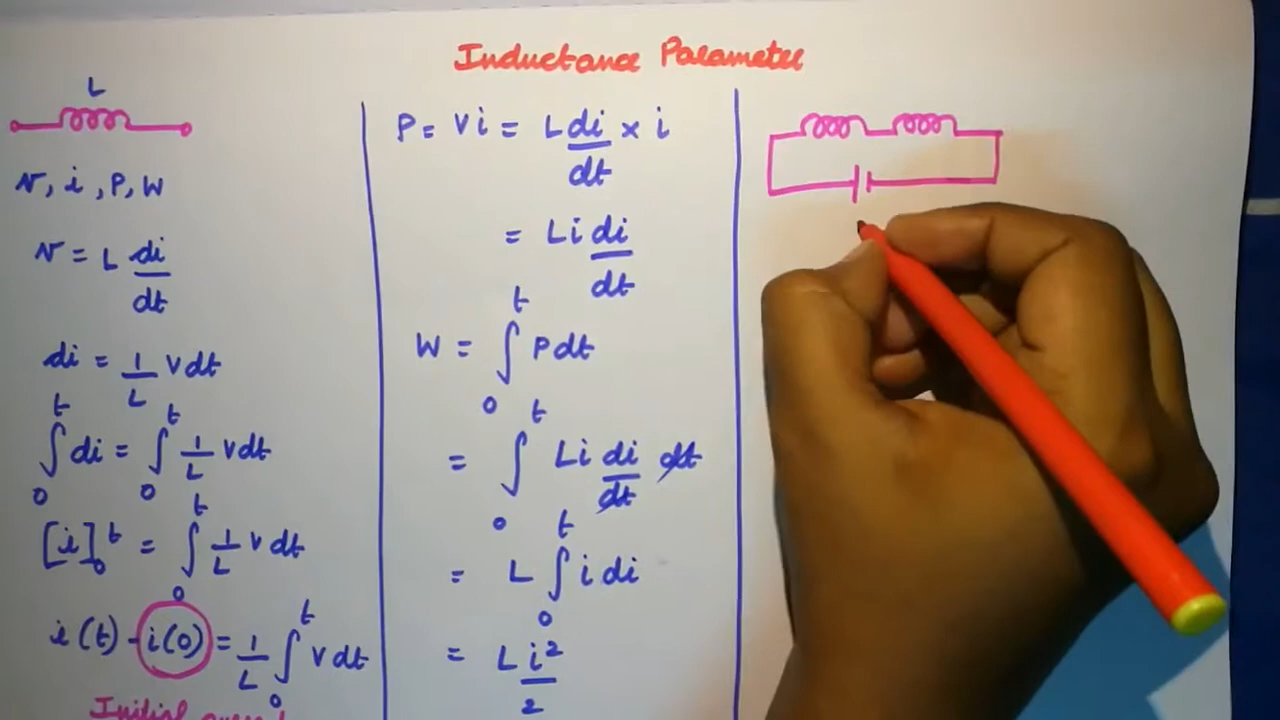 Inductance Parameter
L
v, i, P, W
v = L di/dt
di = 1/L v dt
∫₀ᵗ di = ∫₀ᵗ 1/L v dt
[i]₀ᵗ = ∫₀ᵗ 1/L v dt
i(t) - i(0) = 1/L ∫₀ᵗ v dt
Initial
P = Vi = L di/dt × i
= Li di/dt
W = ∫₀ᵗ P dt
= ∫₀ᵗ Li di/dt dt
= L ∫₀ᵗ i di
= L i²/2